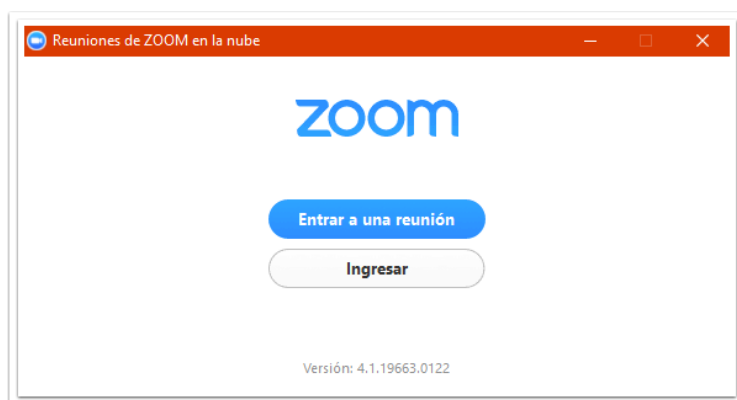 Reuniones de ZOOM en la nube
zoom
Entrar a una reunión
Ingresar
Versión: 4.1.19663.0122